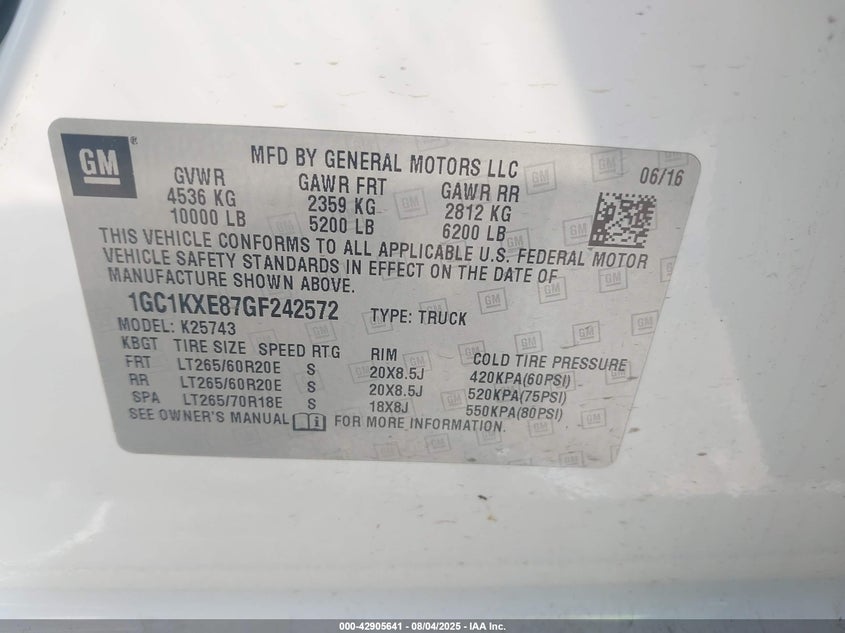 GM
MFD BY GENERAL MOTORS LLC
06/16
GVWR GAWR FRT GAWR RR
4536 KG 2359 KG 2812 KG
10000 LB 5200 LB 6200 LB
THIS VEHICLE CONFORMS TO ALL APPLICABLE U.S. FEDERAL MOTOR
VEHICLE SAFETY STANDARDS IN EFFECT ON THE DATE OF
MANUFACTURE SHOWN ABOVE.
1GC1KXE87GF242572 TYPE: TRUCK
MODEL: K25743
KBGT TIRE SIZE SPEED RTG RIM COLD TIRE PRESSURE
FRT LT265/60R20E S 20X8.5J 420KPA(60PSI)
RR LT265/60R20E S 20X8.5J 520KPA(75PSI)
SPA LT265/70R18E S 18X8J 550KPA(80PSI)
SEE OWNER'S MANUAL FOR MORE INFORMATION.
000-42905641 - 08/04/2025 - IAA Inc.